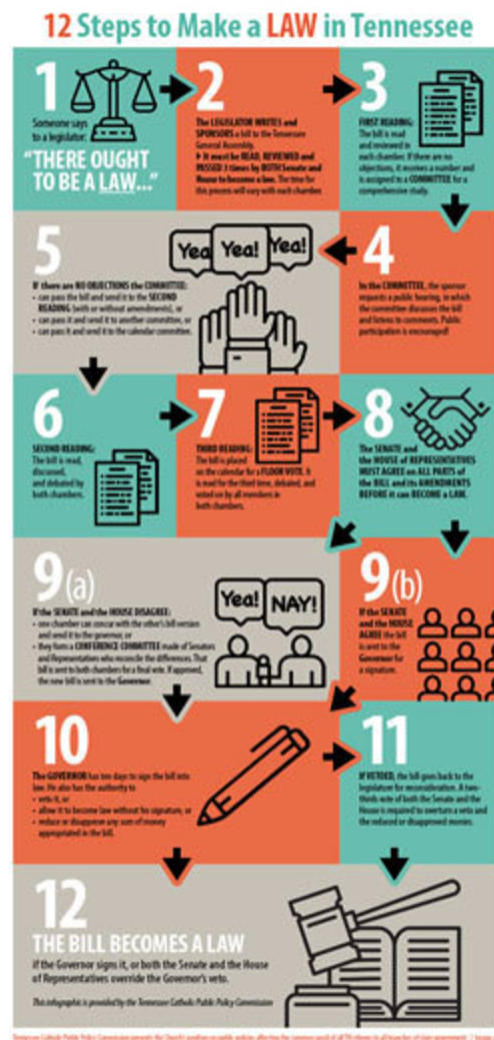 12 Steps to Make a LAW in Tennessee
1
Someone says
to a legislator:
"THERE OUGHT
TO BE A LAW..."
2
The LEGISLATOR WRITES and
SPONSORS a bill to the Tennessee
General Assembly.
It must be READ, REVIEWED and
PASSED 3 times by BOTH Senate and
House to become a law. The time for
this process will vary with each chamber.
3
FIRST READING:
The bill is read
and reviewed in
each chamber. If there are no
objections, it receives a number and
is assigned to a COMMITTEE for a
comprehensive study.
4
In the COMMITTEE, the sponsor
requests a public hearing, in which
the committee discusses the bill
and listens to comments. Public
participation is encouraged!
5
If there are NO OBJECTIONS the COMMITTEE:
• can pass the bill and send it to the SECOND
READING (with or without amendments), or
• can pass it and send it to another committee, or
• can pass it and send it to the calendar committee.
Yea
Yea!
Yea!
6
SECOND READING:
The bill is read,
discussed,
and debated by
both chambers.
7
THIRD READING:
The bill is placed
on the calendar for a FLOOR VOTE. It
is read for the third time, debated, and
voted on by all members in
both chambers.
8
The SENATE and
the HOUSE of REPRESENTATIVES
MUST AGREE on ALL PARTS of
the BILL and its AMENDMENTS
BEFORE it can BECOME a LAW.
9(a)
If the SENATE and the HOUSE DISAGREE:
• one chamber can concur with the other's bill version
and send it to the governor, or
• they form a CONFERENCE COMMITTEE made of Senators
and Representatives who reconcile the differences. That
bill is sent to both chambers for a final vote. If approved,
the new bill is sent to the Governor.
Yea!
NAY!
9(b)
If the SENATE
and the HOUSE
AGREE the bill
is sent to the
Governor for
a signature.
10
The GOVERNOR has ten days to sign the bill into
law. He also has the authority to
• veto it, or
• allow it to become law without his signature, or
• reduce or disapprove any sum of money
appropriated in the bill.
11
If VETOED, the bill goes back to the
legislature for reconsideration. A two-
thirds vote of both the Senate and the
House is required to overturn a veto and
the reduced or disapproved monies.
12
THE BILL BECOMES A LAW
if the Governor signs it, or both the Senate and the House
of Representatives override the Governor's veto.
This infographic is provided by the Tennessee Catholic Public Policy Commission
Tennessee Catholic Public Policy Commission presents the Church's position on public policies affecting the common good of all